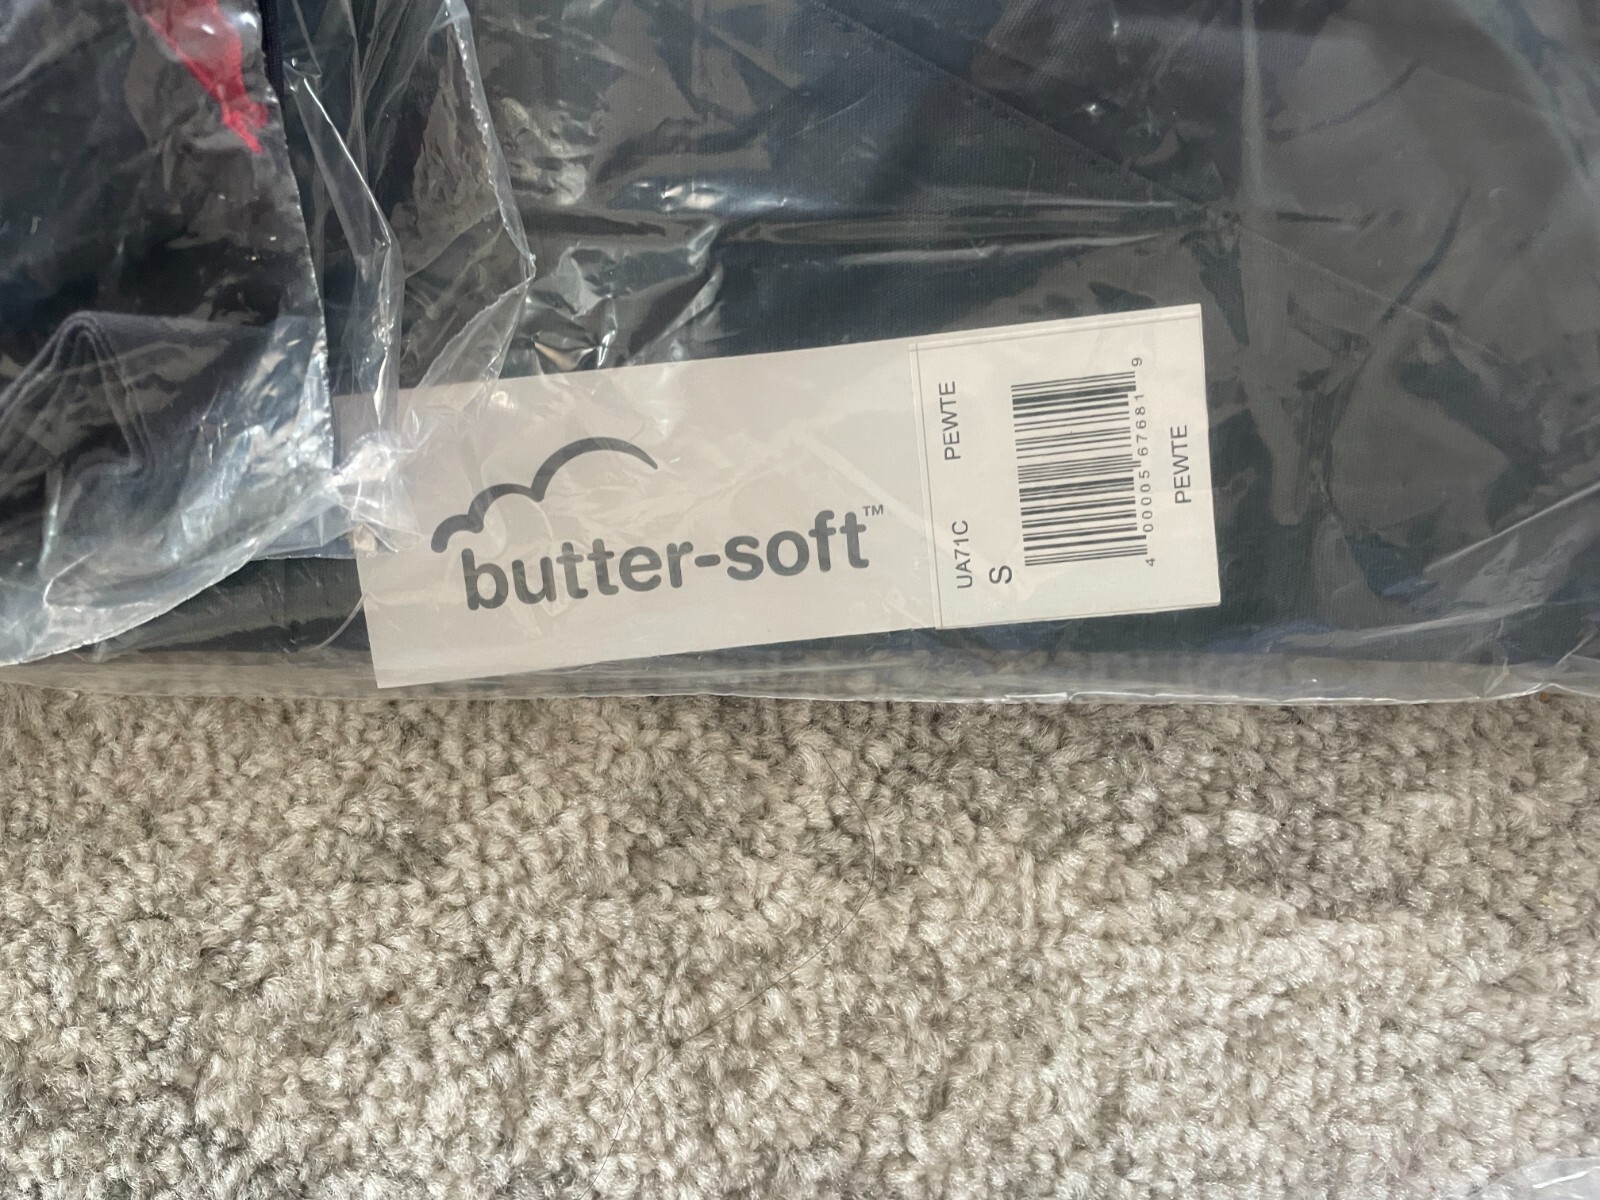 butter-soft™
UA71C PEWTE
S
4 00005 67681 9
PEWTE